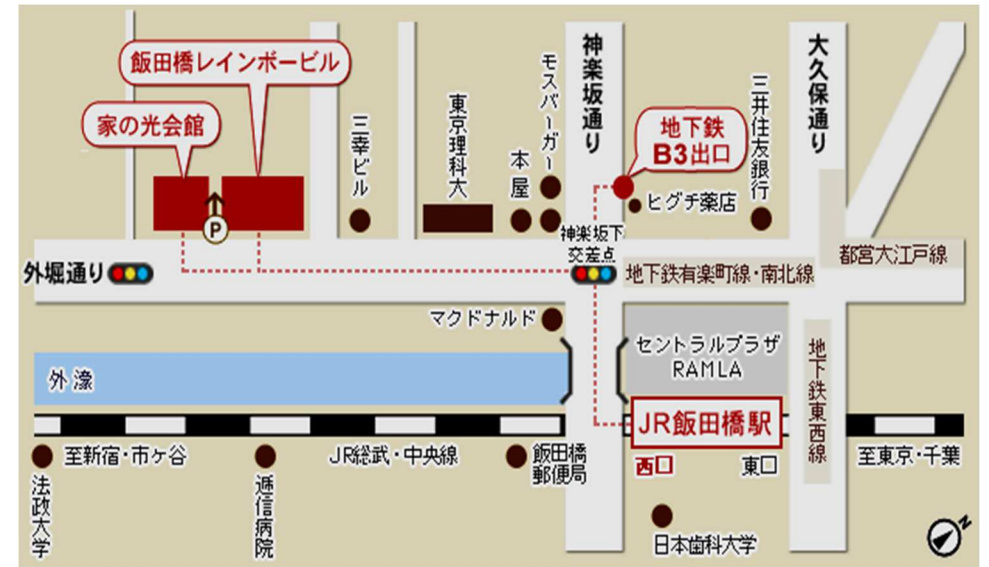 飯田橋レインボービル
家の光会館
P
三幸ビル
東京理科大
本屋
モスバーガー
神楽坂通り
地下鉄
B3出口
ヒグチ薬店
三井住友銀行
大久保通り
都営大江戸線
外堀通り
神楽坂下
交差点
地下鉄有楽町線・南北線
マクドナルド
セントラルプラザ
RAMLA
地下鉄東西線
外濠
JR飯田橋駅
西口
東口
至新宿・市ヶ谷
JR総武・中央線
飯田橋
郵便局
至東京・千葉
法政大学
逓信病院
日本歯科大学
N